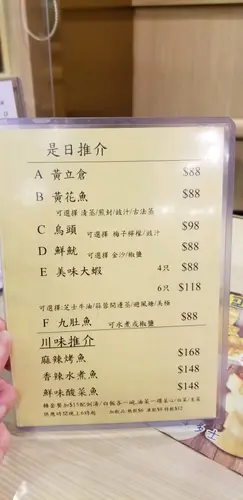 是日推介
A 黃立倉 $88
B 黃花魚 $88
可選擇 清蒸/煎封/豉汁/古法蒸
C 烏頭 可選擇 梅子檸檬/豉汁 $98
D 鮮魷 可選擇 金沙/椒鹽 $88
E 美味大蝦 4只 $88
6只 $118
可選擇:芝士牛油/蒜蓉開邊蒸/避風塘/美極
F 九肚魚 可水煮或椒鹽 $88
川味推介
麻辣烤魚 $168
香辣水煮魚 $148
鮮味酸菜魚 $148